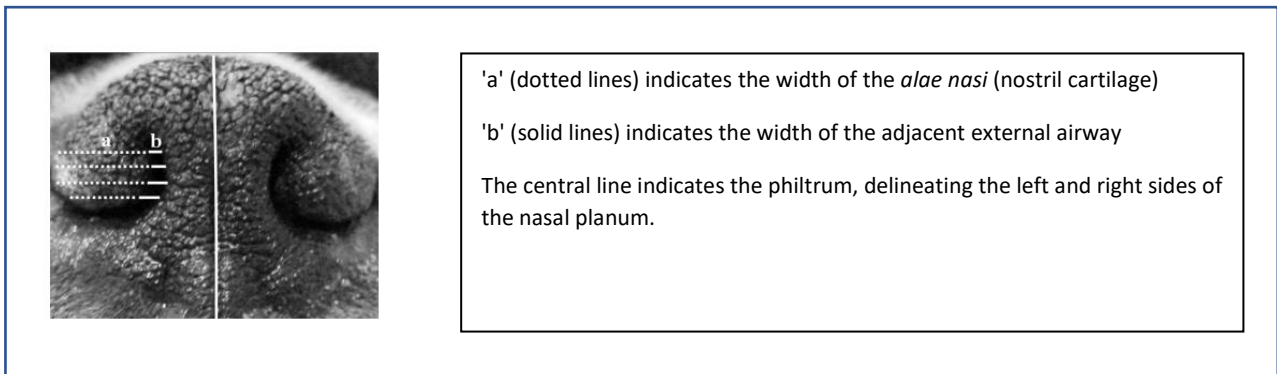 a b
'a' (dotted lines) indicates the width of the alae nasi (nostril cartilage)
'b' (solid lines) indicates the width of the adjacent external airway
The central line indicates the philtrum, delineating the left and right sides of
the nasal planum.